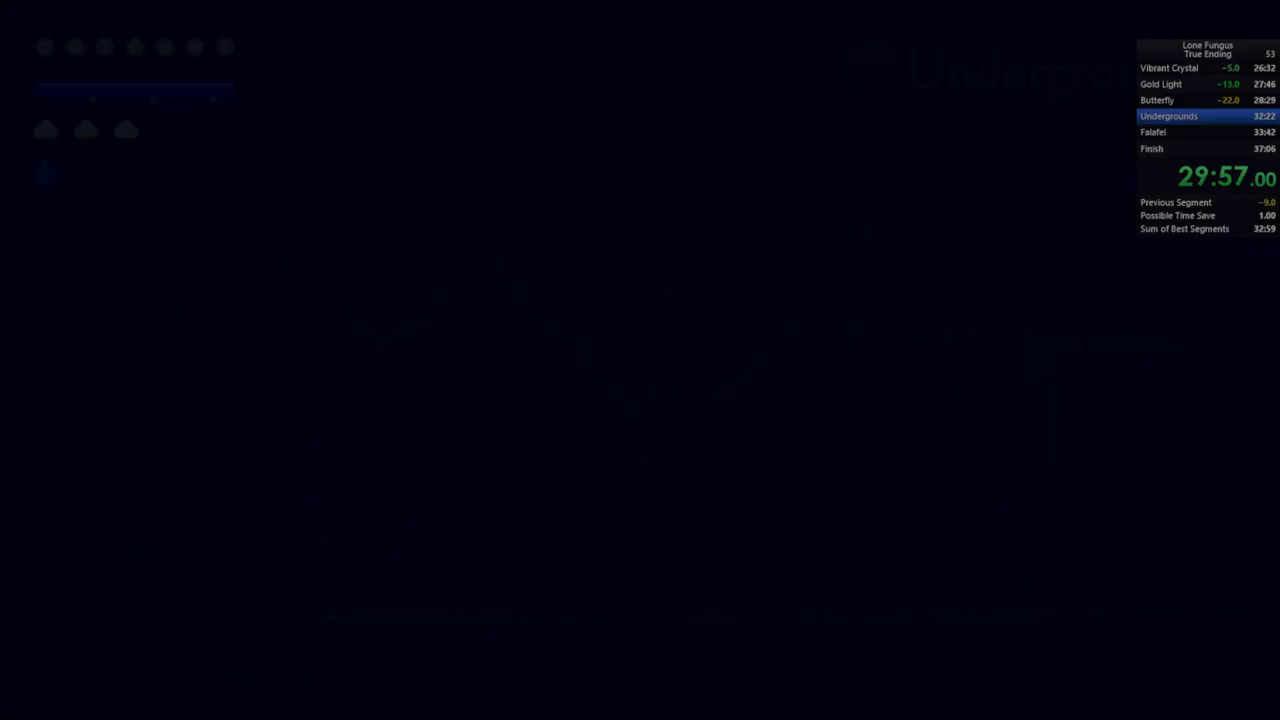 Lone Fungus
True Ending 53
Vibrant Crystal −5.0 26:32
Gold Light −13.0 27:46
Butterfly −22.0 28:29
Undergrounds 32:22
Falafel 33:42
Finish 37:06
29:57.00
Previous Segment −9.0
Possible Time Save 1.00
Sum of Best Segments 32:59